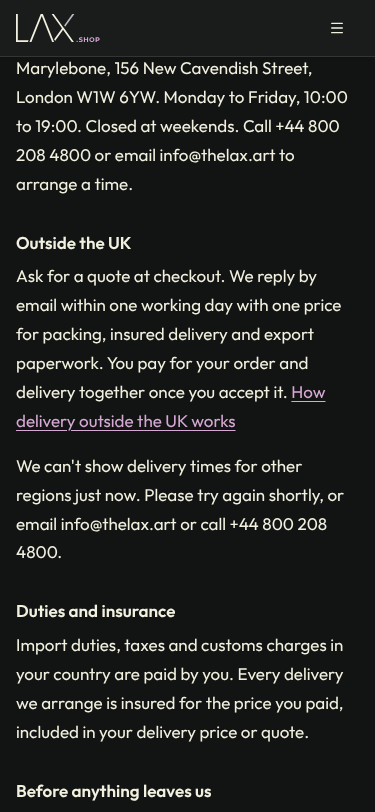 LAX.SHOP
Marylebone, 156 New Cavendish Street,
London W1W 6YW. Monday to Friday, 10:00
to 19:00. Closed at weekends. Call +44 800
208 4800 or email info@thelax.art to
arrange a time.
Outside the UK
Ask for a quote at checkout. We reply by
email within one working day with one price
for packing, insured delivery and export
paperwork. You pay for your order and
delivery together once you accept it. How
delivery outside the UK works
We can't show delivery times for other
regions just now. Please try again shortly, or
email info@thelax.art or call +44 800 208
4800.
Duties and insurance
Import duties, taxes and customs charges in
your country are paid by you. Every delivery
we arrange is insured for the price you paid,
included in your delivery price or quote.
Before anything leaves us